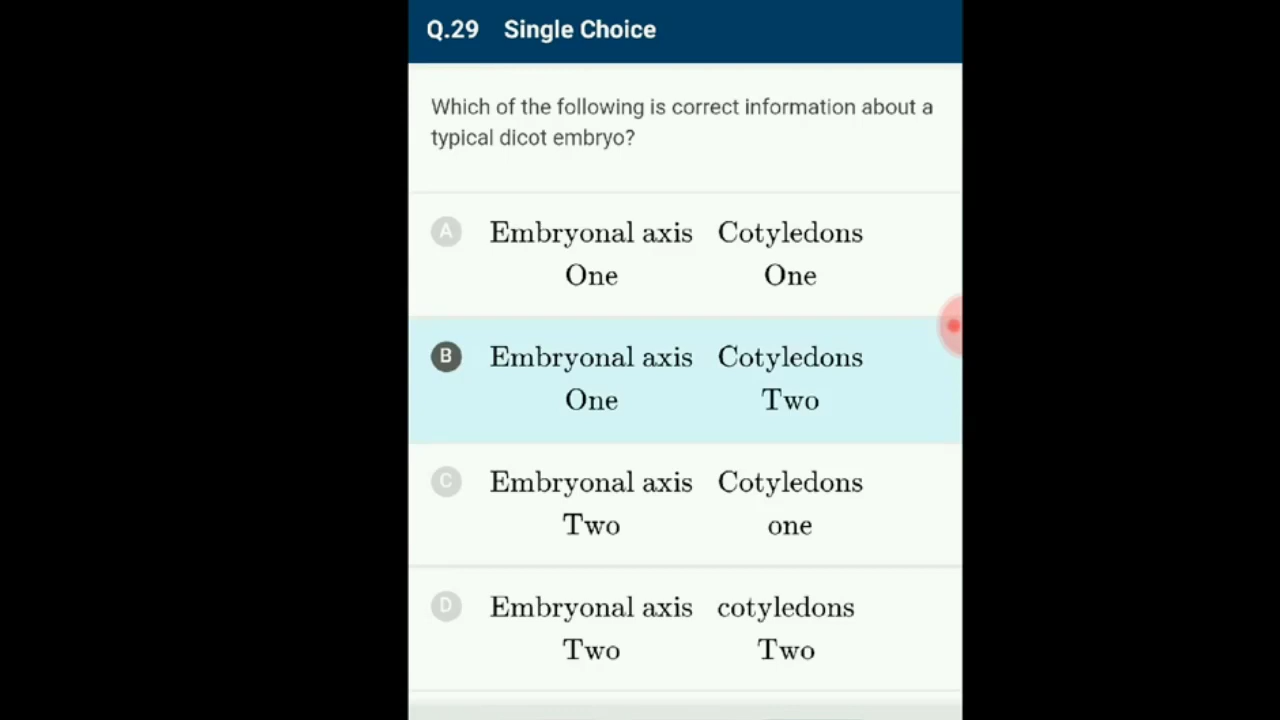 Q.29 Single Choice
Which of the following is correct information about a
typical dicot embryo?
A Embryonal axis Cotyledons
One One
B Embryonal axis Cotyledons
One Two
C Embryonal axis Cotyledons
Two one
D Embryonal axis cotyledons
Two Two